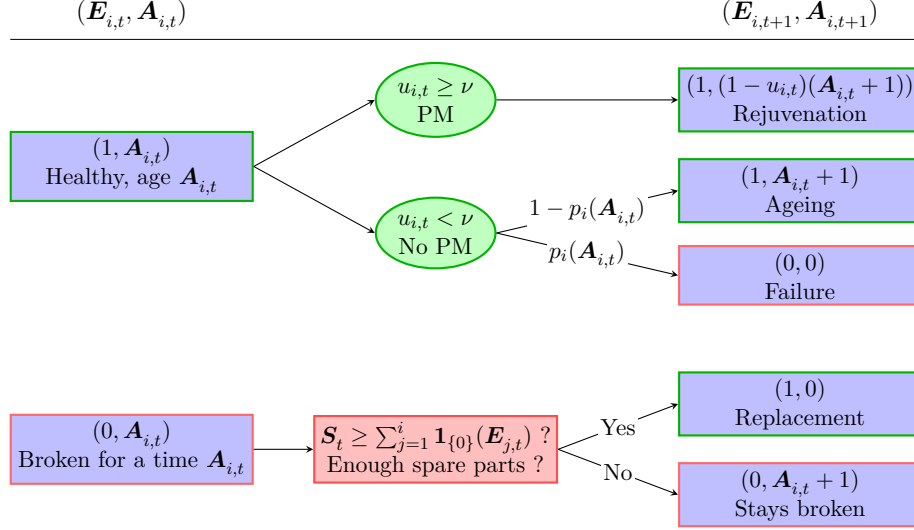 (𝑬_{i,t}, 𝑨_{i,t})
(𝑬_{i,t+1}, 𝑨_{i,t+1})
(1, 𝑨_{i,t})
Healthy, age 𝑨_{i,t}
u_{i,t} ≥ ν
PM
(1, (1 − u_{i,t})(𝑨_{i,t} + 1))
Rejuvenation
u_{i,t} < ν
No PM
1 − p_i(𝑨_{i,t})
(1, 𝑨_{i,t} + 1)
Ageing
p_i(𝑨_{i,t})
(0, 0)
Failure
(0, 𝑨_{i,t})
Broken for a time 𝑨_{i,t}
𝑺_t ≥ ∑_{j=1}^{i} 𝟏_{{0}}(𝑬_{j,t}) ?
Enough spare parts ?
Yes
(1, 0)
Replacement
No
(0, 𝑨_{i,t} + 1)
Stays broken